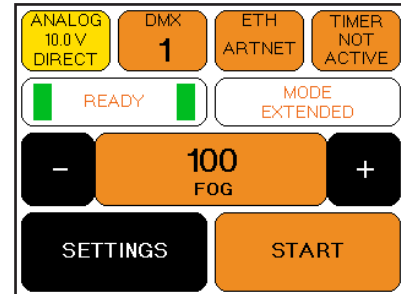 ANALOG
10.0 V
DIRECT
DMX
1
ETH
ARTNET
TIMER
NOT
ACTIVE
READY
MODE
EXTENDED
-
100
FOG
+
SETTINGS
START